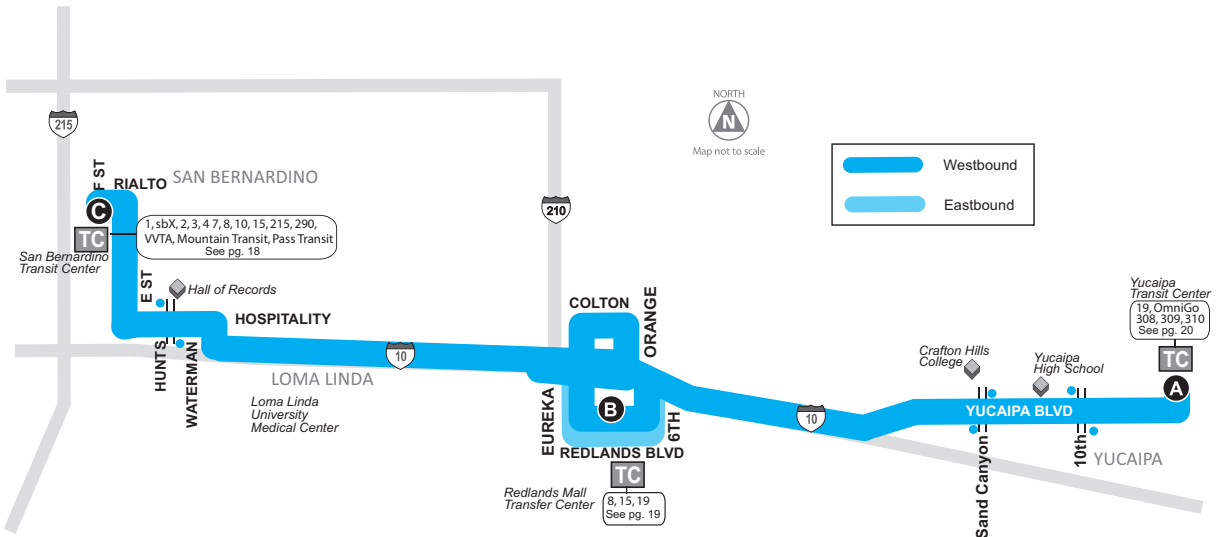 NORTH
N
Map not to scale
215
Westbound
Eastbound
F ST
RIALTO
SAN BERNARDINO
C
TC
1, sbX, 2, 3, 4 7, 8, 10, 15, 215, 290,
VVTA, Mountain Transit, Pass Transit
See pg. 18
San Bernardino
Transit Center
210
E ST
Hall of Records
HOSPITALITY
HUNTS
WATERMAN
LOMA LINDA
Loma Linda
University
Medical Center
10
COLTON
ORANGE
EUREKA
B
6TH
REDLANDS BLVD
TC
Redlands Mall
Transfer Center
8, 15, 19
See pg. 19
10
Crafton Hills
College
Yucaipa
High School
Yucaipa
Transit Center
19, OmniGo
308, 309, 310
See pg. 20
TC
A
YUCAIPA BLVD
Sand Canyon
10th
YUCAIPA